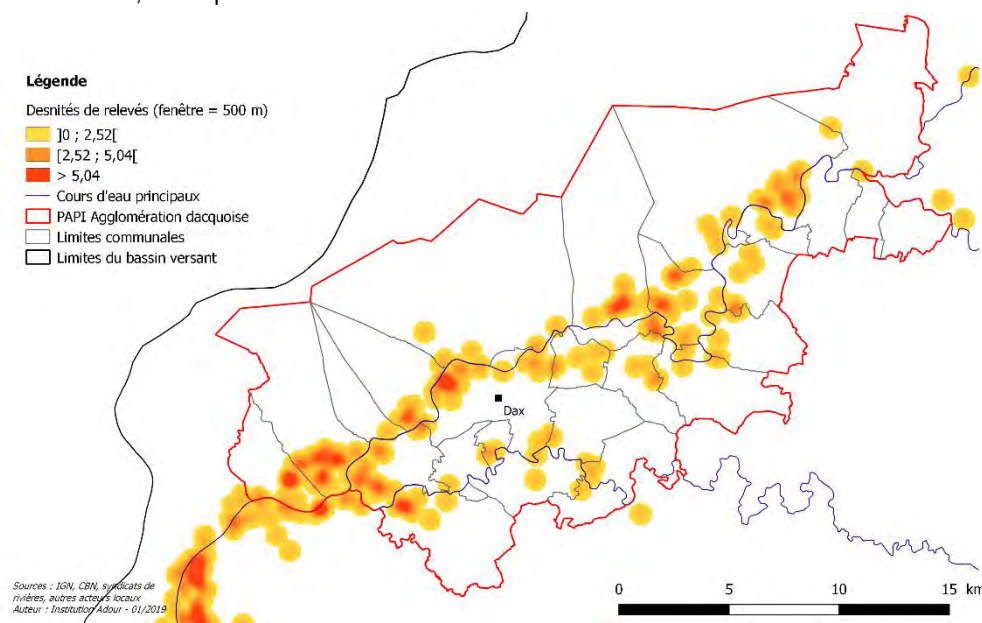 Légende
Desnités de relevés (fenêtre = 500 m)
]0 ; 2,52[
[2,52 ; 5,04[
> 5,04
Cours d'eau principaux
PAPI Agglomération dacquoise
Limites communales
Limites du bassin versant
Dax
Sources : IGN, CBN, syndicats de
rivières, autres acteurs locaux
Auteur : Institution Adour - 01/2019
0 5 10 15 km